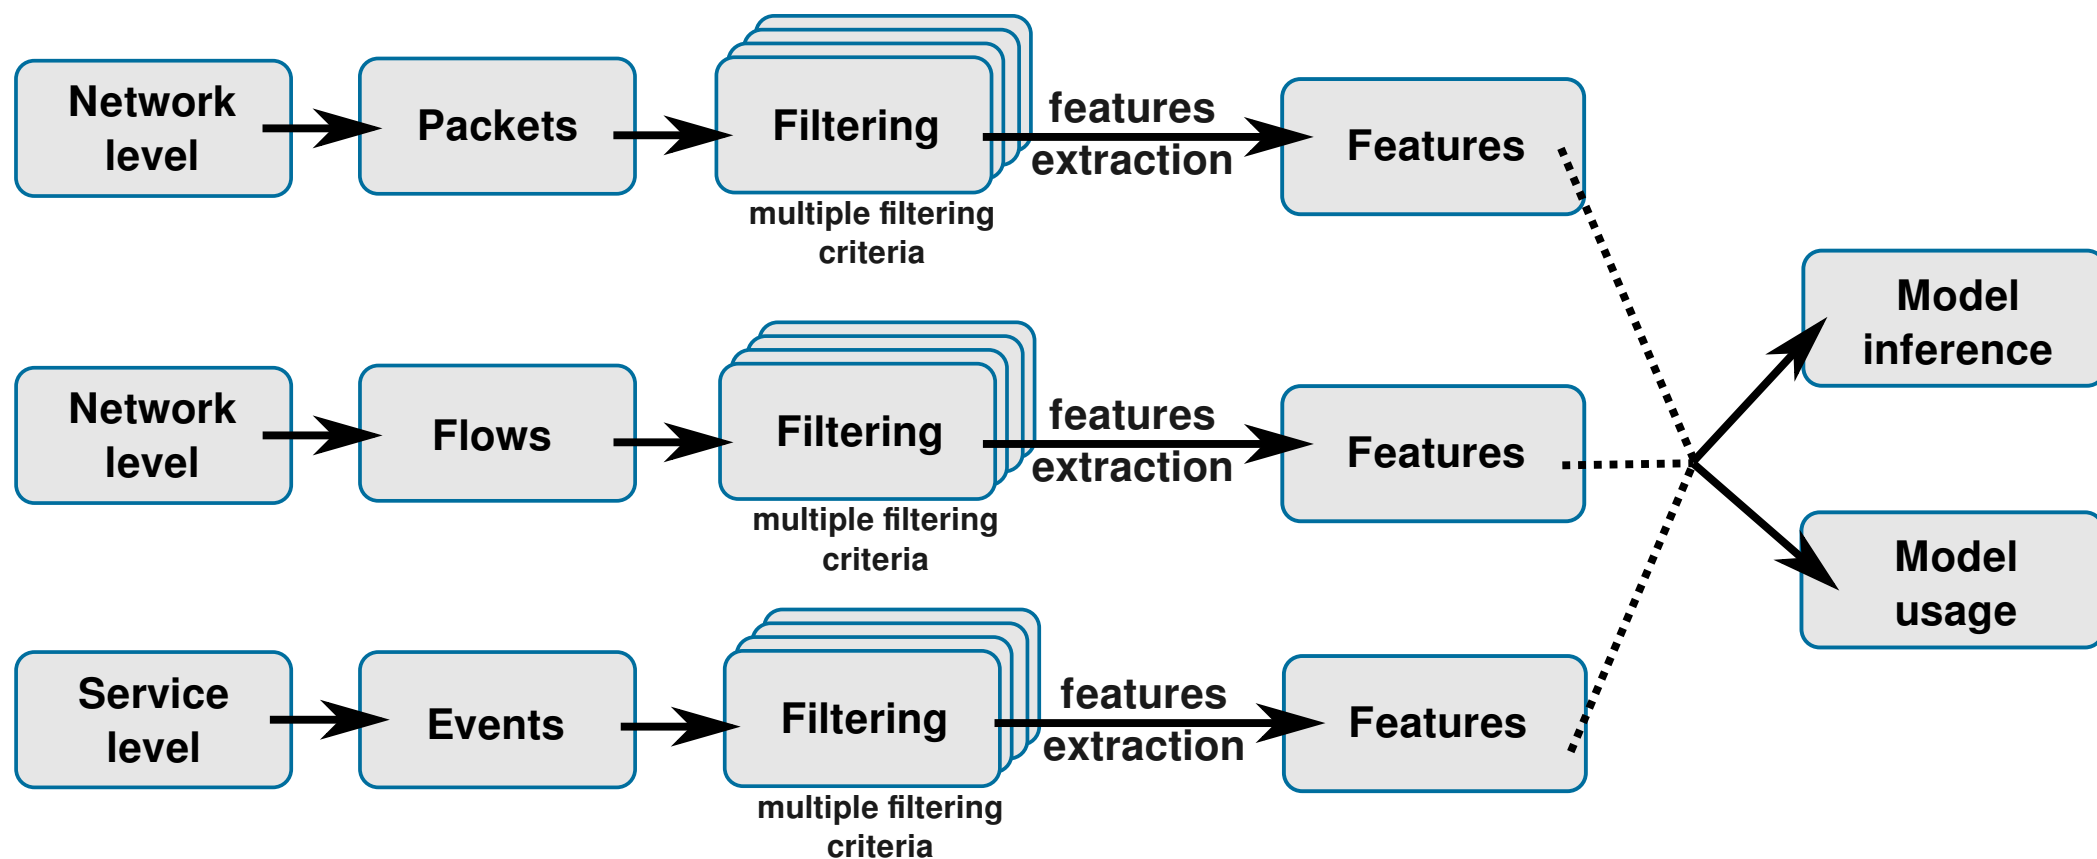 Network
level
Packets
Filtering
multiple filtering
criteria
features
extraction
Features
Network
level
Flows
Filtering
multiple filtering
criteria
features
extraction
Features
Service
level
Events
Filtering
multiple filtering
criteria
features
extraction
Features
Model
inference
Model
usage